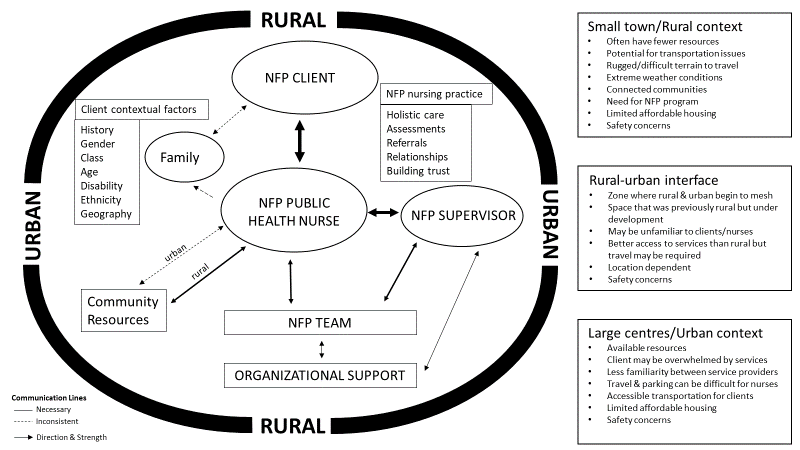 RURAL
NFP CLIENT
NFP nursing practice
Holistic care
Assessments
Referrals
Relationships
Building trust
Client contextual factors
History
Gender
Class
Age
Disability
Ethnicity
Geography
Family
NFP PUBLIC
HEALTH NURSE
NFP SUPERVISOR
URBAN
URBAN
urban
rural
Community
Resources
NFP TEAM
ORGANIZATIONAL SUPPORT
RURAL
Communication Lines
Necessary
Inconsistent
Direction & Strength
Small town/Rural context
• Often have fewer resources
• Potential for transportation issues
• Rugged/difficult terrain to travel
• Extreme weather conditions
• Connected communities
• Need for NFP program
• Limited affordable housing
• Safety concerns
Rural-urban interface
• Zone where rural & urban begin to mesh
• Space that was previously rural but under
development
• May be unfamiliar to clients/nurses
• Better access to services than rural but
travel may be required
• Location dependent
• Safety concerns
Large centres/Urban context
• Available resources
• Client may be overwhelmed by services
• Less familiarity between service providers
• Travel & parking can be difficult for nurses
• Accessible transportation for clients
• Limited affordable housing
• Safety concerns